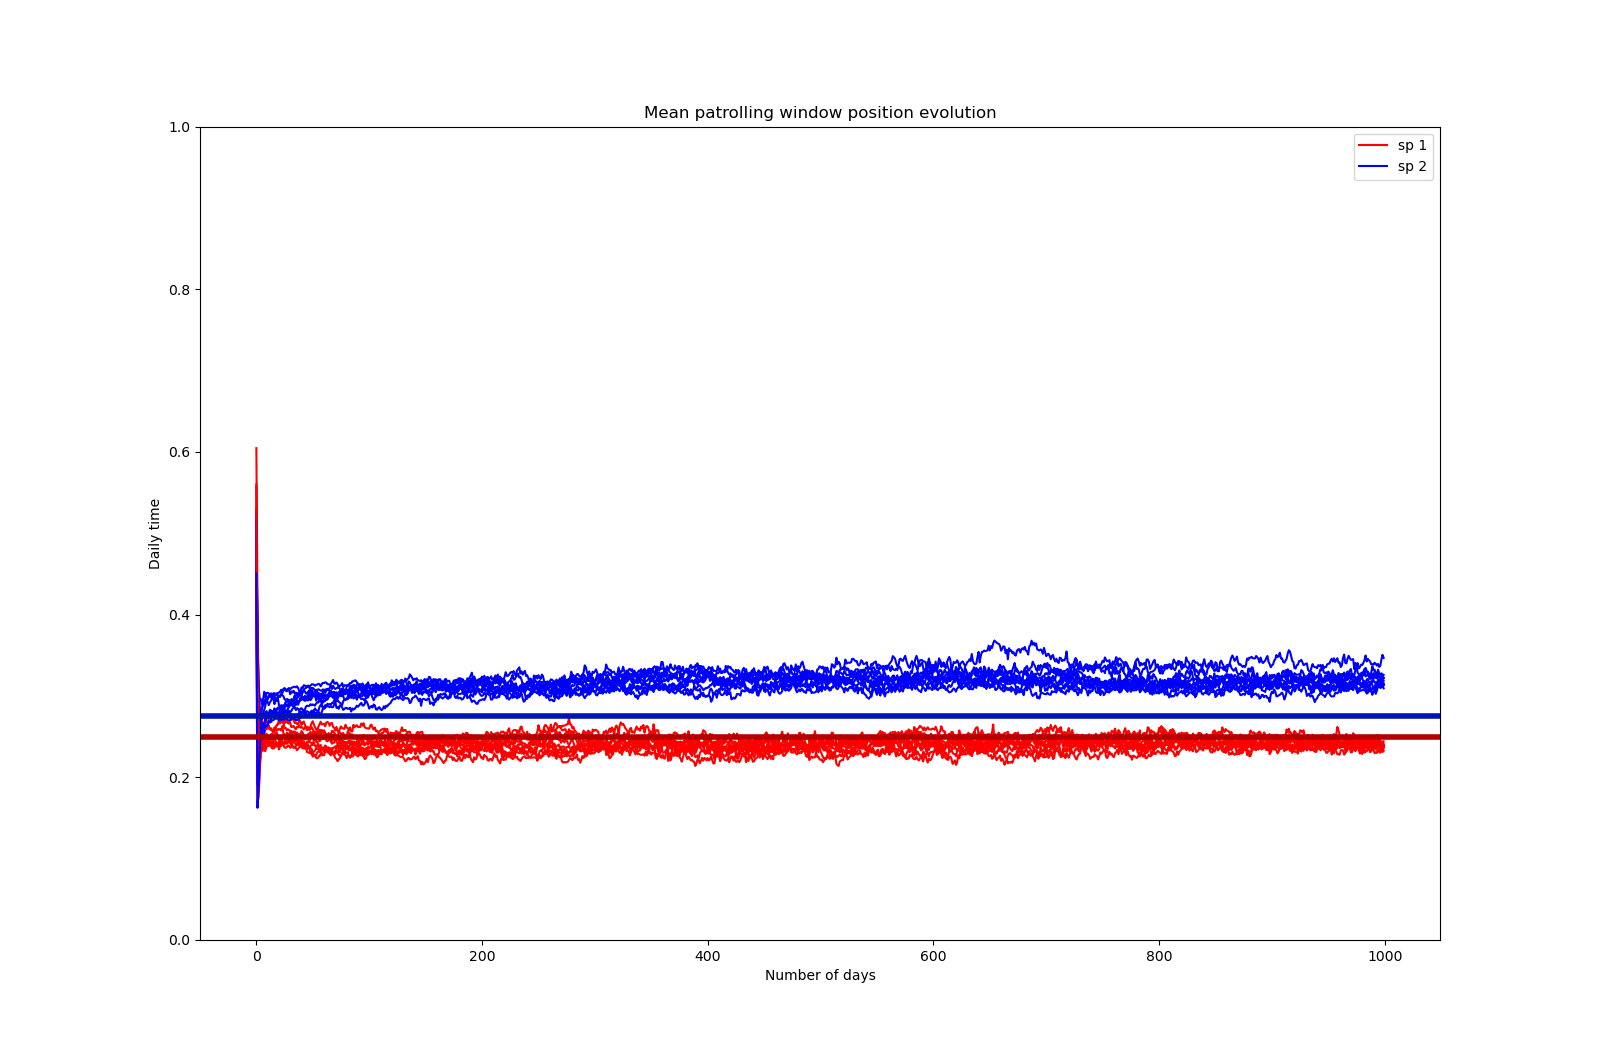 Mean patrolling window position evolution
1.0
0.8
0.6
0.4
0.2
0.0
Daily time
sp 1
sp 2
0 200 400 600 800 1000
Number of days